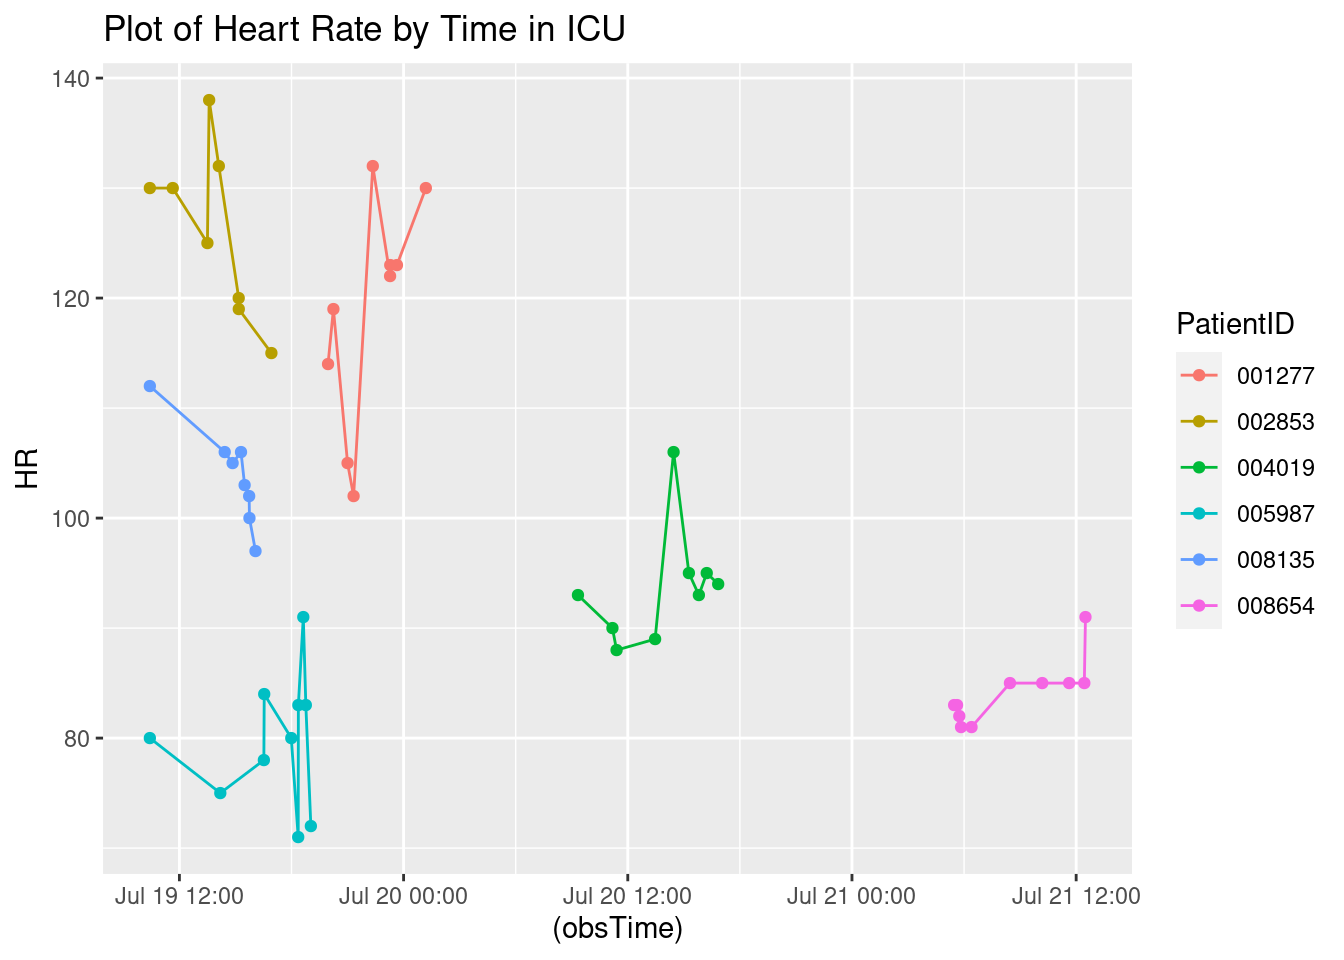 Plot of Heart Rate by Time in ICU
140
120
100
80
HR
Jul 19 12:00
Jul 20 00:00
Jul 20 12:00
Jul 21 00:00
Jul 21 12:00
(obsTime)
PatientID
001277
002853
004019
005987
008135
008654